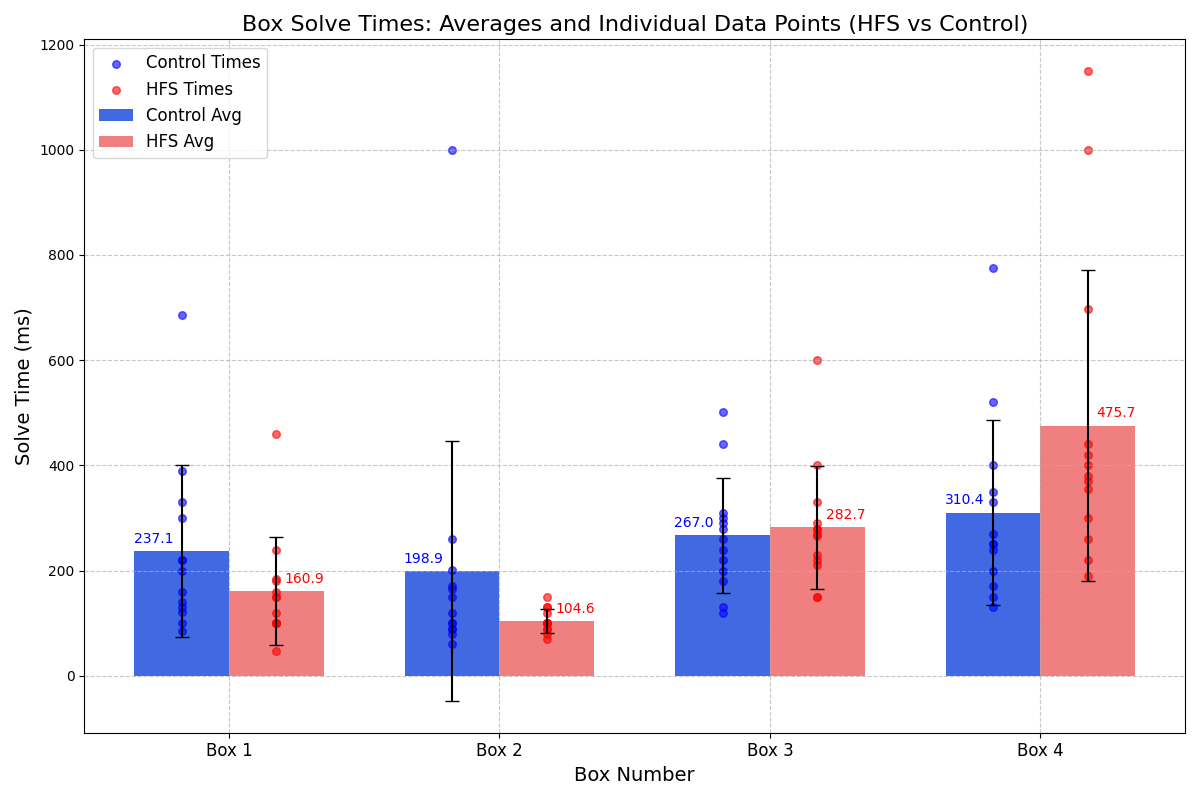 Box Solve Times: Averages and Individual Data Points (HFS vs Control)
Control Times
HFS Times
Control Avg
HFS Avg
Solve Time (ms)
1200
1000
800
600
400
200
0
237.1
160.9
198.9
104.6
267.0
282.7
310.4
475.7
Box 1
Box 2
Box 3
Box 4
Box Number